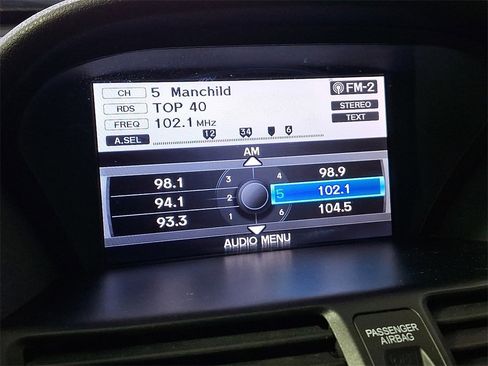 CH 5 Manchild FM-2
RDS TOP 40 STEREO
FREQ 102.1 MHz TEXT
A.SEL 12 34 6
AM
98.1 3 4 98.9
94.1 2 5 102.1
93.3 1 6 104.5
AUDIO MENU
PASSENGER
AIRBAG